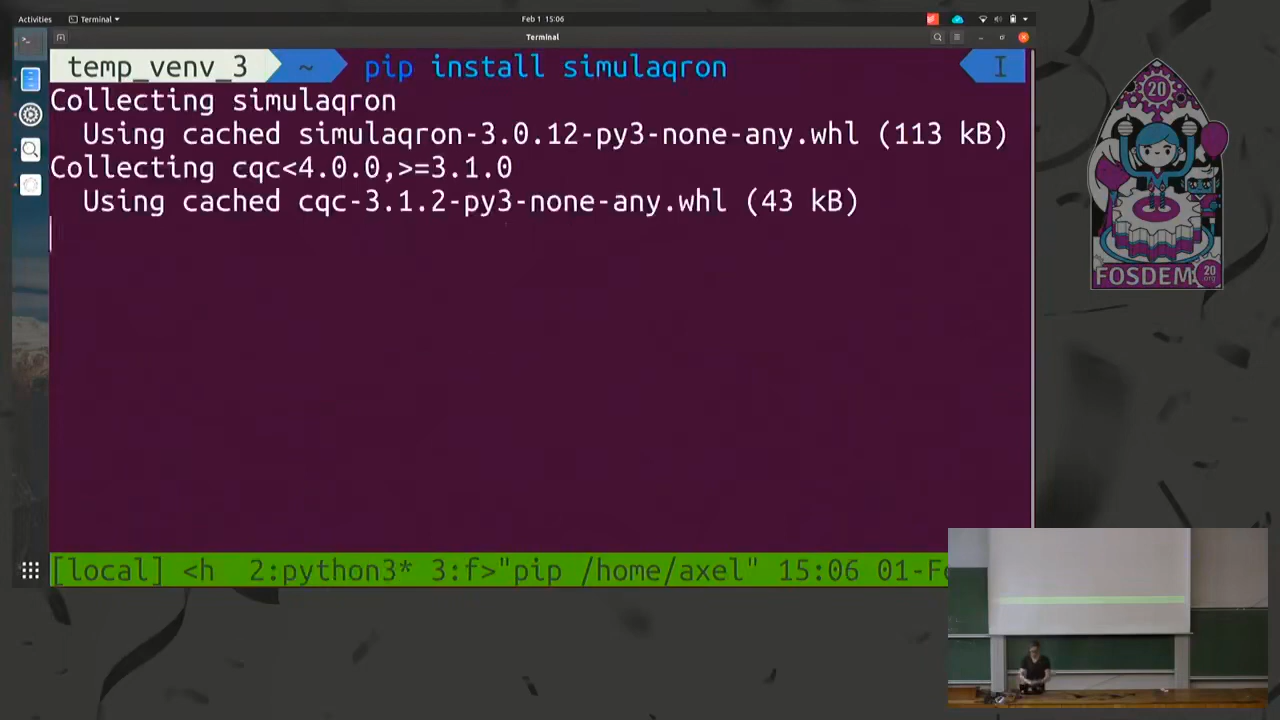 Activities
Terminal
Feb 1 15:06
Terminal
temp_venv_3 ~ pip install simulaqron
Collecting simulaqron
Using cached simulaqron-3.0.12-py3-none-any.whl (113 kB)
Collecting cqc<4.0.0,>=3.1.0
Using cached cqc-3.1.2-py3-none-any.whl (43 kB)
[local] <h 2:python3* 3:f>"pip /home/axel" 15:06 01-Fe
20
FOSDEM
20
.org